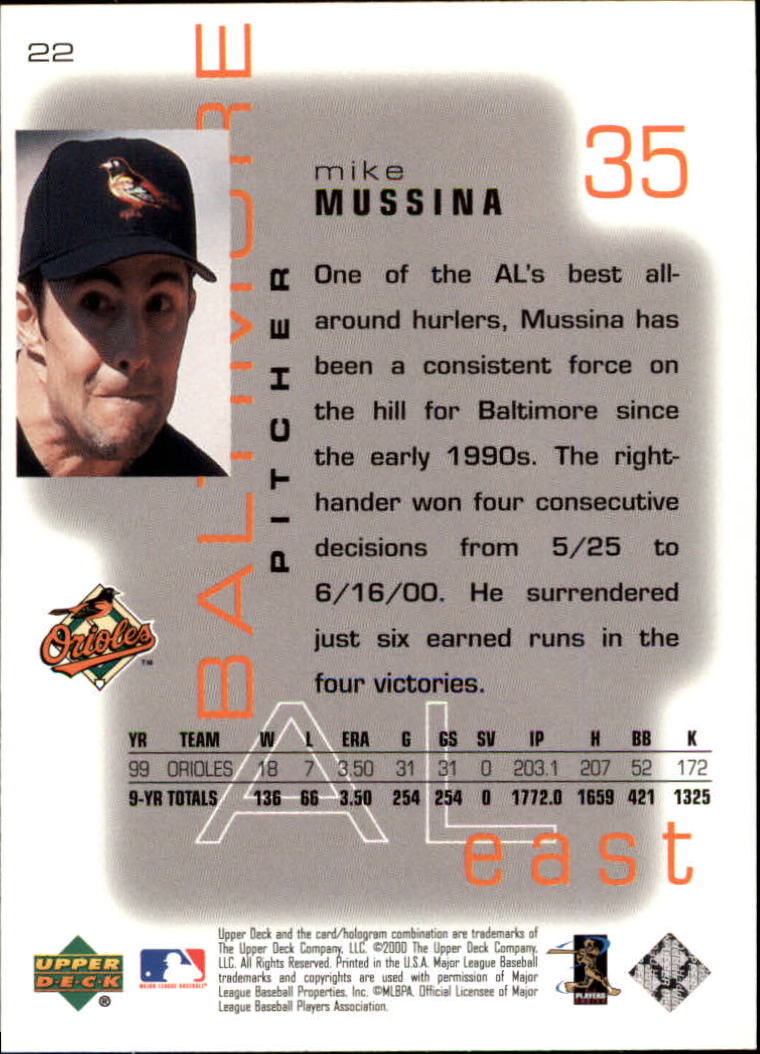 22
BALTIMORE
35
mike
MUSSINA
PITCHER
One of the AL's best all-
around hurlers, Mussina has
been a consistent force on
the hill for Baltimore since
the early 1990s. The right-
hander won four consecutive
decisions from 5/25 to
6/16/00. He surrendered
just six earned runs in the
four victories.
Orioles TM
YR TEAM W L ERA G GS SV IP H BB K
99 ORIOLES 18 7 3.50 31 31 0 203.1 207 52 172
9-YR TOTALS 136 66 3.50 254 254 0 1772.0 1659 421 1325
AL
east
Upper Deck and the card/hologram combination are trademarks of
The Upper Deck Company, LLC. ©2000 The Upper Deck Company,
LLC. All Rights Reserved. Printed in the U.S.A. Major League Baseball
trademarks and copyrights are used with permission of Major
League Baseball Properties, Inc. ©MLBPA. Official Licensee of Major
League Baseball Players Association.
UPPER
DECK
®
MAJOR LEAGUE BASEBALL
PLAYERS